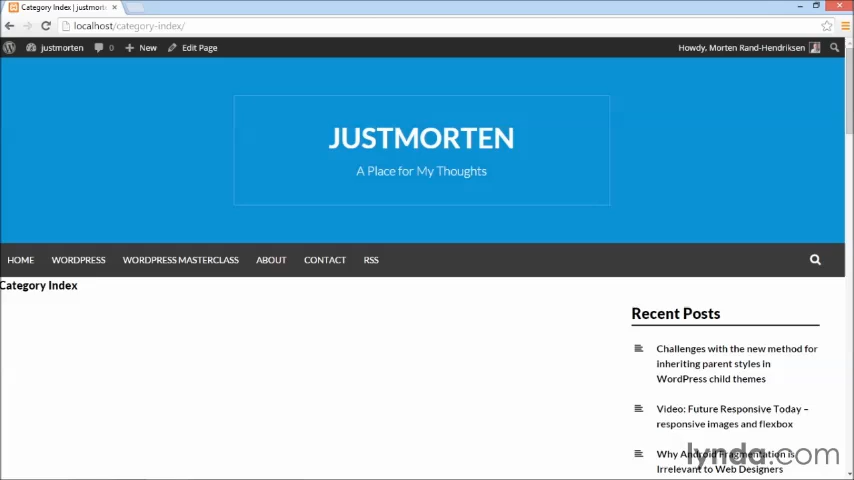 Category Index | justmorte
localhost/category-index/
justmorten 0 New Edit Page Howdy, Morten Rand-Hendriksen
JUSTMORTEN
A Place for My Thoughts
HOME WORDPRESS WORDPRESS MASTERCLASS ABOUT CONTACT RSS
Category Index
Recent Posts
Challenges with the new method for
inheriting parent styles in
WordPress child themes
Video: Future Responsive Today –
responsive images and flexbox
Why Android Fragmentation is
Irrelevant to Web Designers
lynda.com